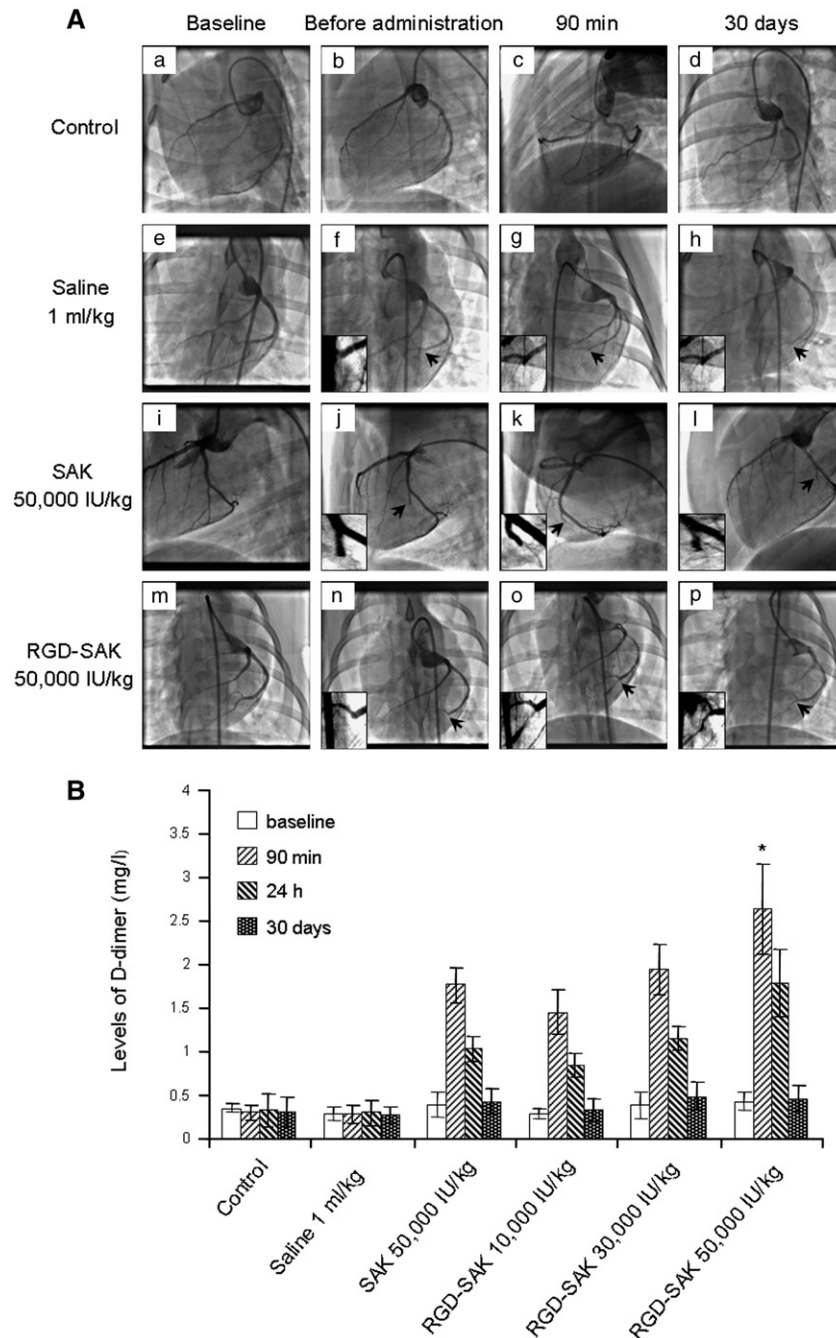 A
Baseline Before administration 90 min 30 days
Control
a b c d
Saline
1 ml/kg
e f g h
SAK
50,000 IU/kg
i j k l
RGD-SAK
50,000 IU/kg
m n o p
B
Levels of D-dimer (mg/l)
4
3.5
3
2.5
2
1.5
1
0.5
0
baseline
90 min
24 h
30 days
*
Control
Saline 1 ml/kg
SAK 50,000 IU/kg
RGD-SAK 10,000 IU/kg
RGD-SAK 30,000 IU/kg
RGD-SAK 50,000 IU/kg